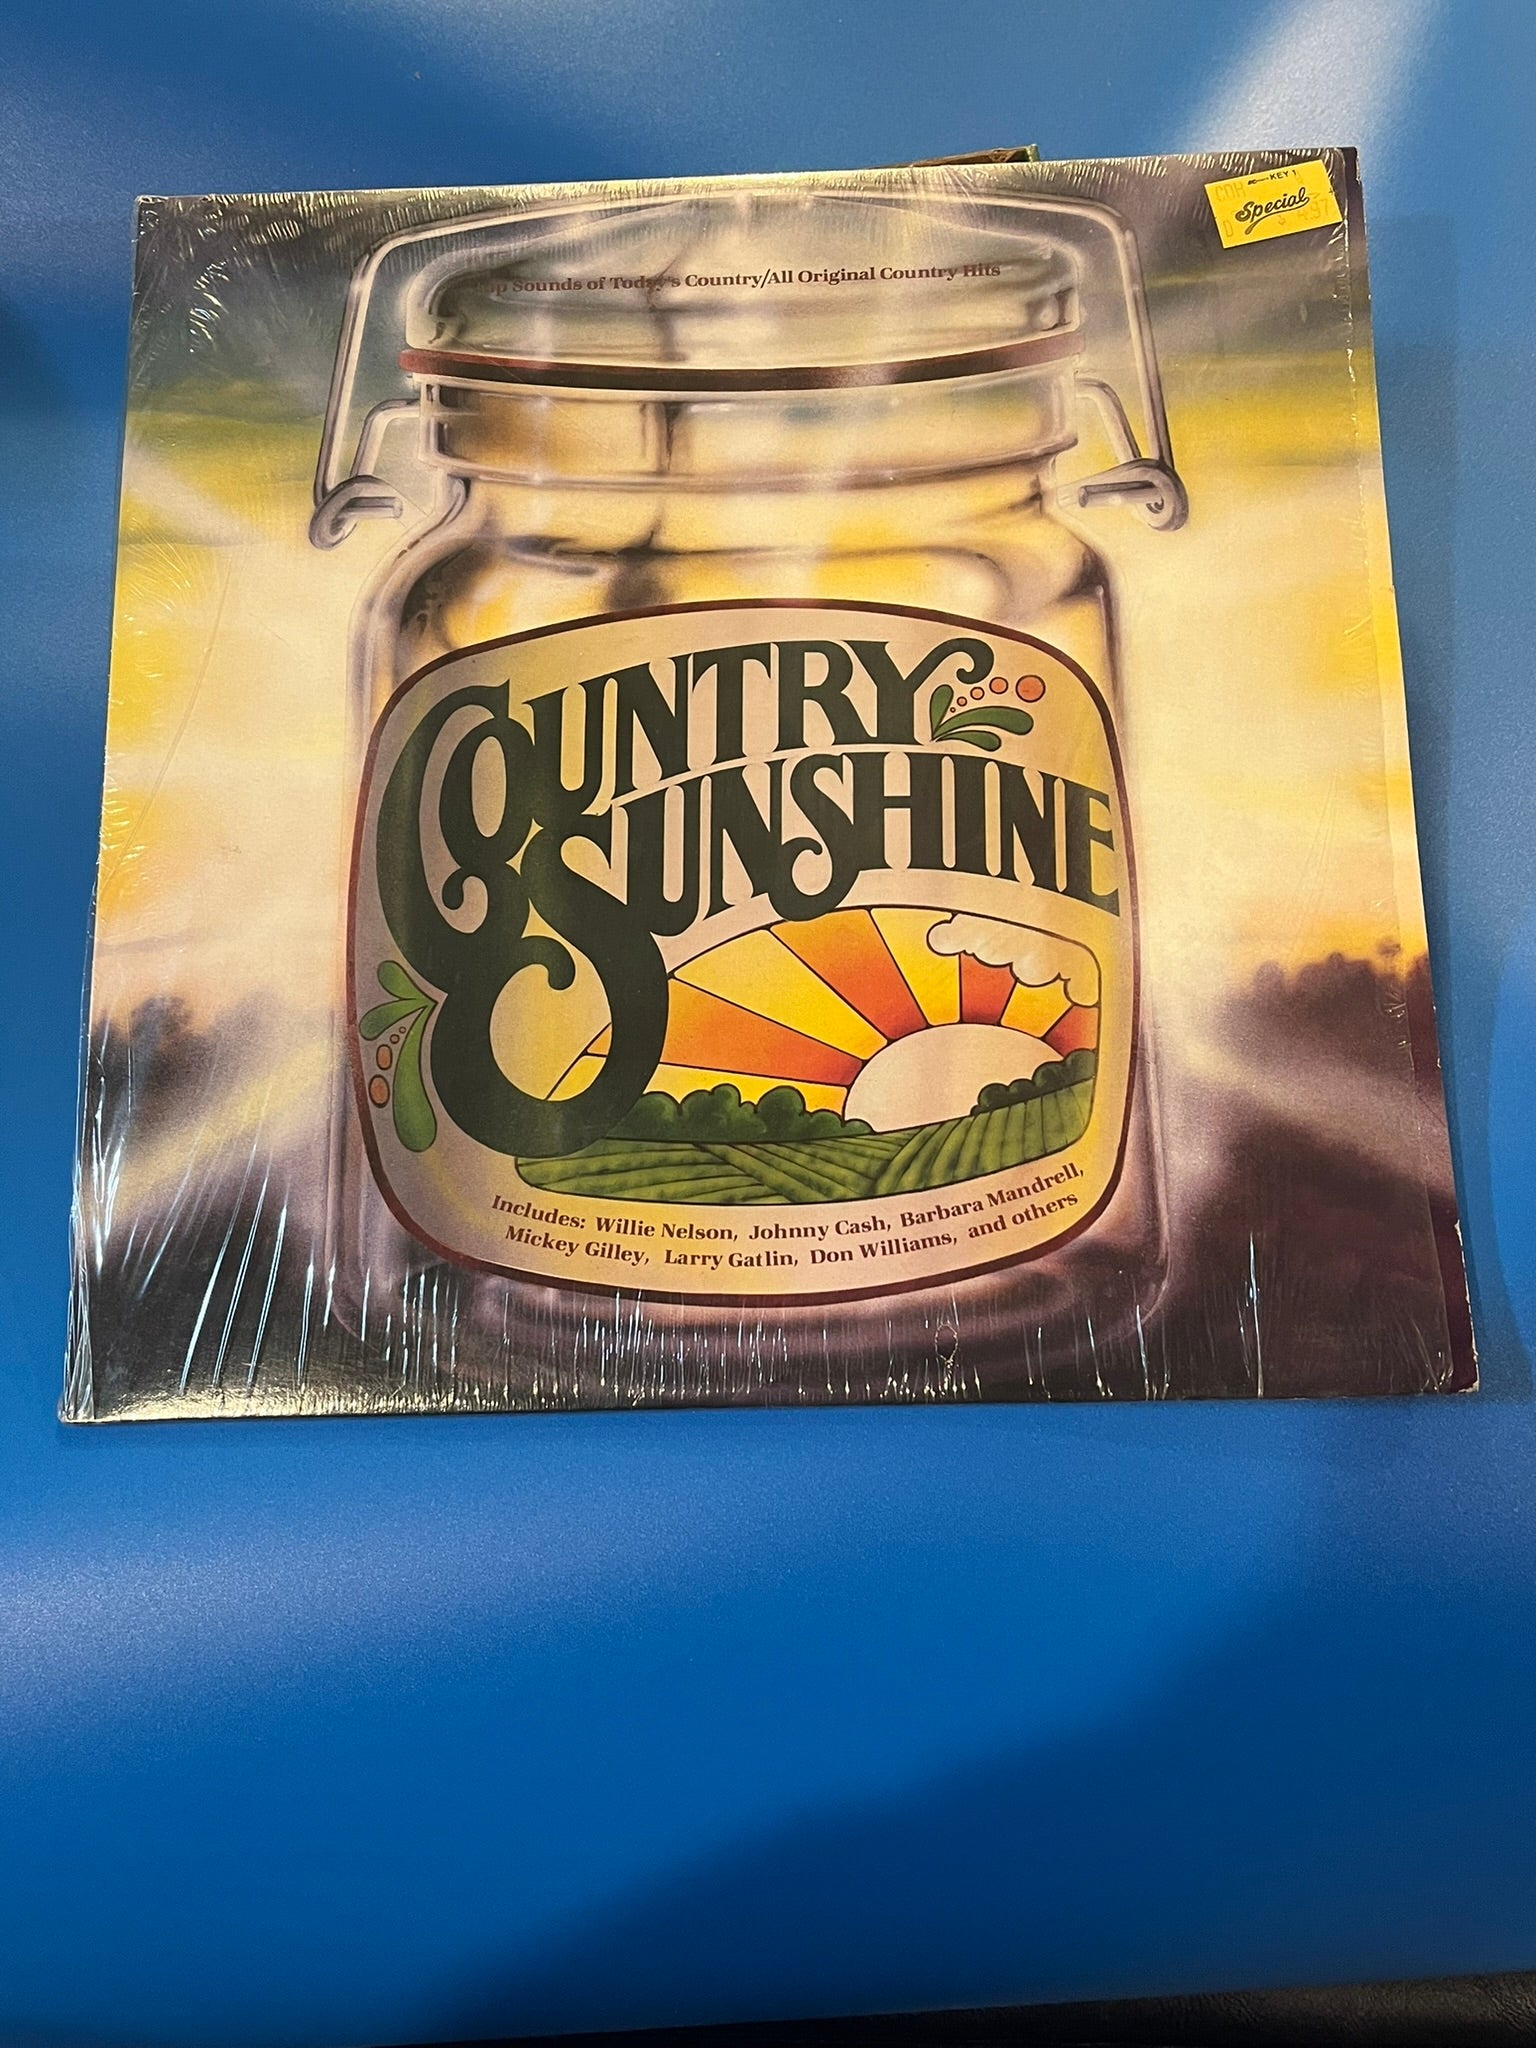 KEY 1
Special
Sounds of Today's Country/All Original Country Hits
COUNTRY
SUNSHINE
Includes: Willie Nelson, Johnny Cash, Barbara Mandrell,
Mickey Gilley, Larry Gatlin, Don Williams, and others